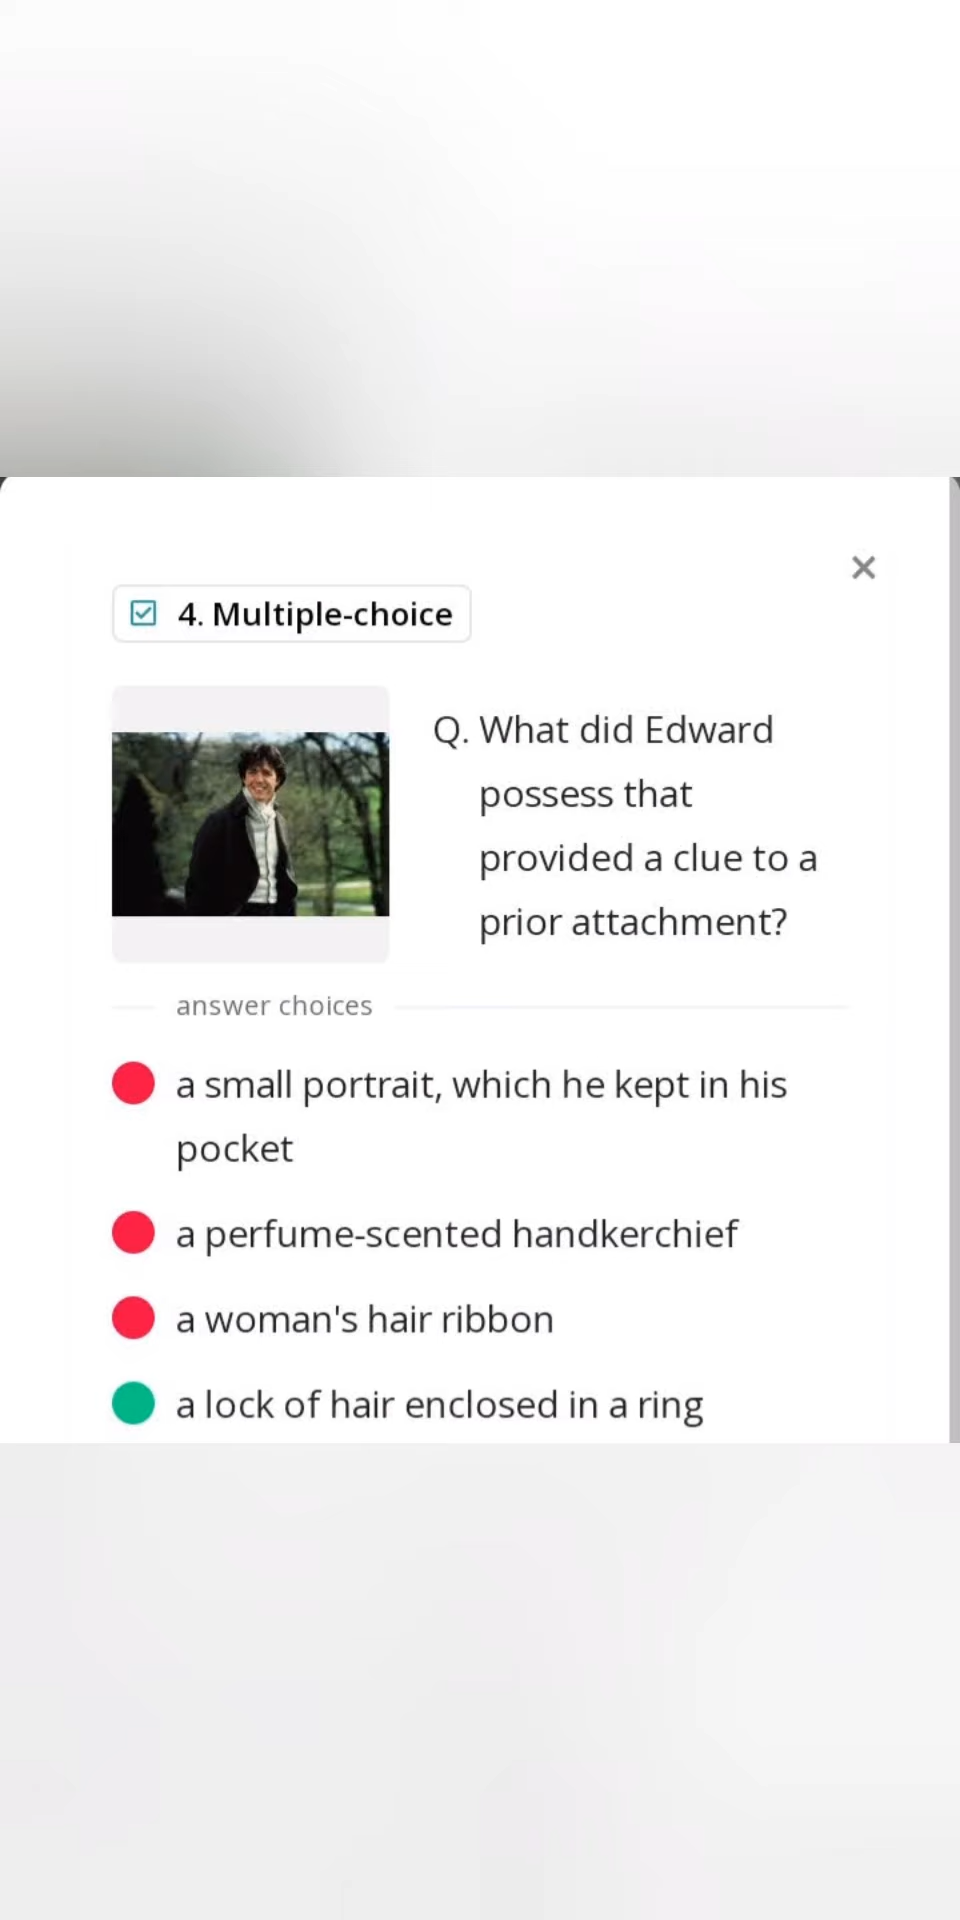 4. Multiple-choice
Q. What did Edward
possess that
provided a clue to a
prior attachment?
answer choices
a small portrait, which he kept in his
pocket
a perfume-scented handkerchief
a woman's hair ribbon
a lock of hair enclosed in a ring